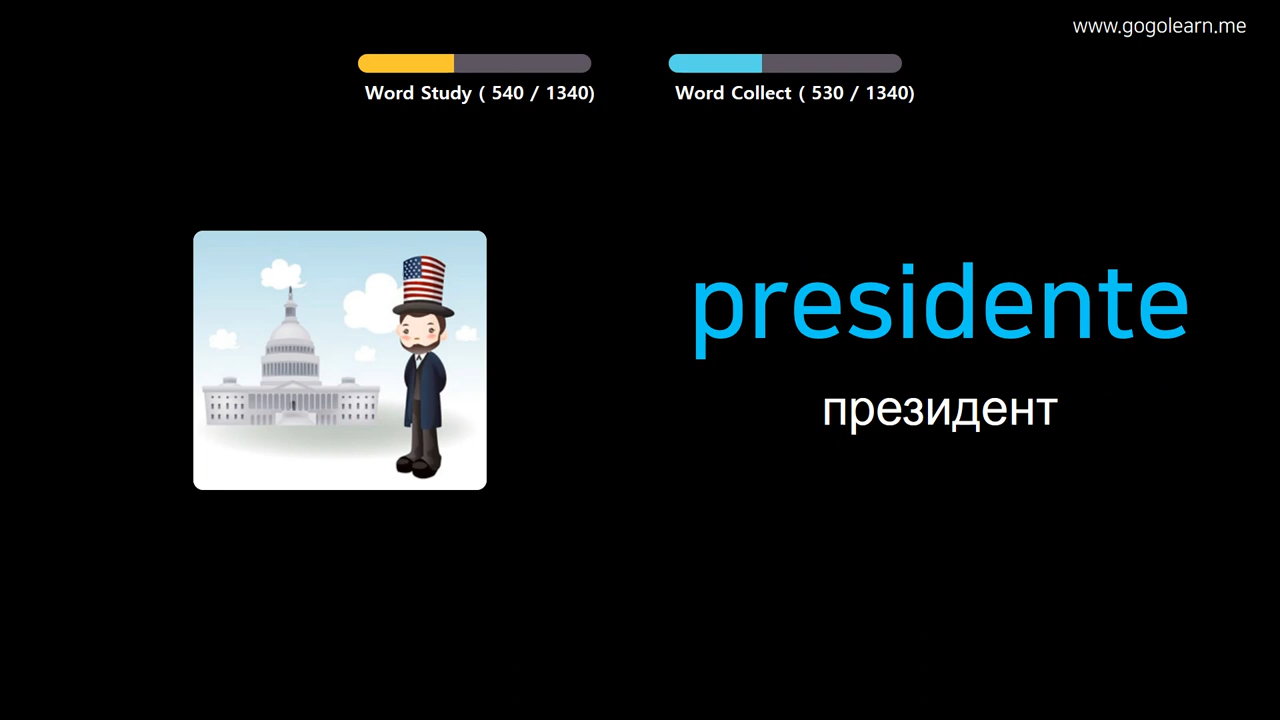 www.gogolearn.me
Word Study ( 540 / 1340)
Word Collect ( 530 / 1340)
presidente
президент